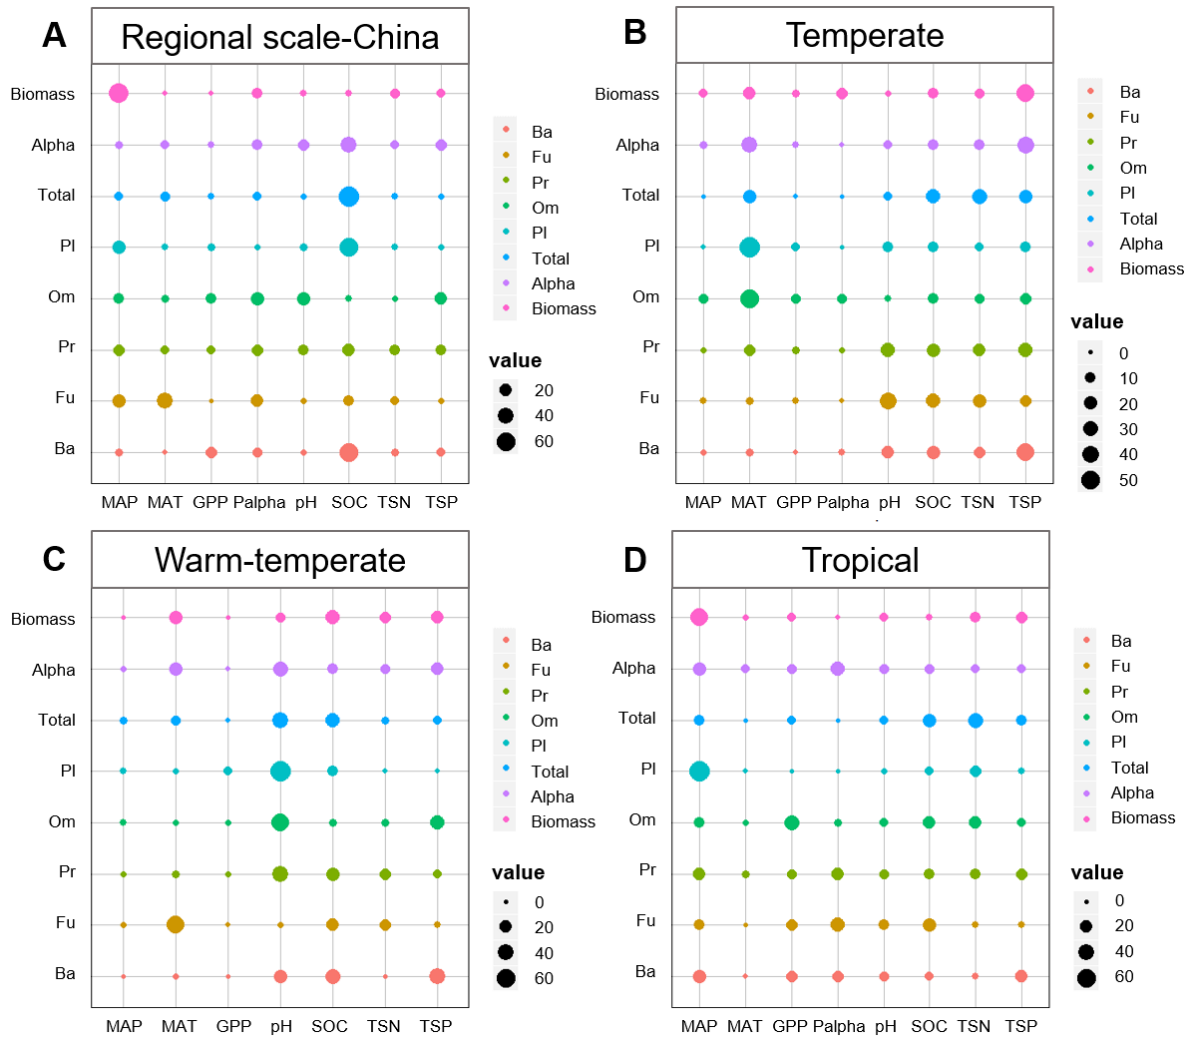 A
Regional scale-China
Biomass
Alpha
Total
Pl
Om
Pr
Fu
Ba
MAP MAT GPP Palpha pH SOC TSN TSP
Ba
Fu
Pr
Om
Pl
Total
Alpha
Biomass
value
20
40
60
B
Temperate
Biomass
Alpha
Total
Pl
Om
Pr
Fu
Ba
MAP MAT GPP Palpha pH SOC TSN TSP
Ba
Fu
Pr
Om
Pl
Total
Alpha
Biomass
value
0
10
20
30
40
50
C
Warm-temperate
Biomass
Alpha
Total
Pl
Om
Pr
Fu
Ba
MAP MAT GPP pH SOC TSN TSP
Ba
Fu
Pr
Om
Pl
Total
Alpha
Biomass
value
0
20
40
60
D
Tropical
Biomass
Alpha
Total
Pl
Om
Pr
Fu
Ba
MAP MAT GPP Palpha pH SOC TSN TSP
Ba
Fu
Pr
Om
Pl
Total
Alpha
Biomass
value
0
20
40
60